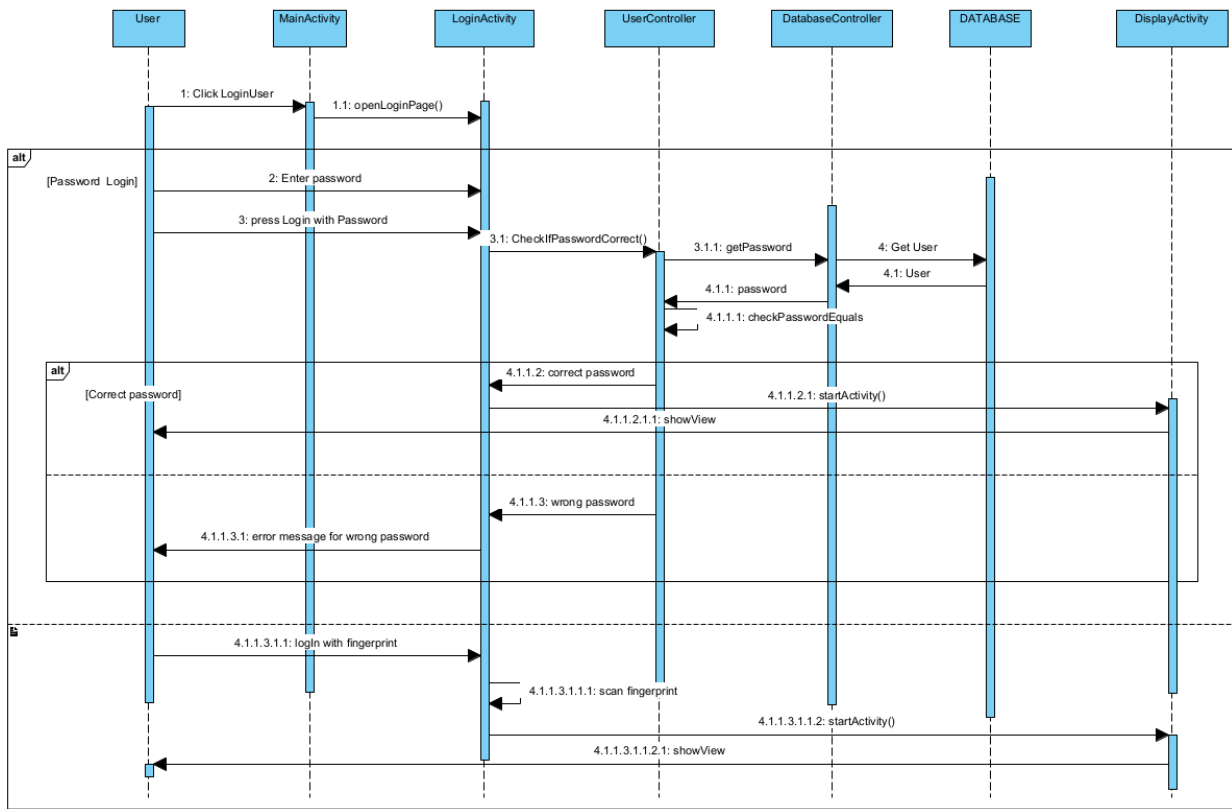 User
MainActivity
LoginActivity
UserController
DatabaseController
DATABASE
DisplayActivity
1: Click LoginUser
1.1: openLoginPage()
alt
[Password Login]
2: Enter password
3: press Login with Password
3.1: CheckIfPasswordCorrect()
3.1.1: getPassword
4: Get User
4.1: User
4.1.1: password
4.1.1.1: checkPasswordEquals
alt
[Correct password]
4.1.1.2: correct password
4.1.1.2.1: startActivity()
4.1.1.2.1.1: showView
4.1.1.3: wrong password
4.1.1.3.1: error message for wrong password
4.1.1.3.1.1: logIn with fingerprint
4.1.1.3.1.1.1: scan fingerprint
4.1.1.3.1.1.2: startActivity()
4.1.1.3.1.1.2.1: showView